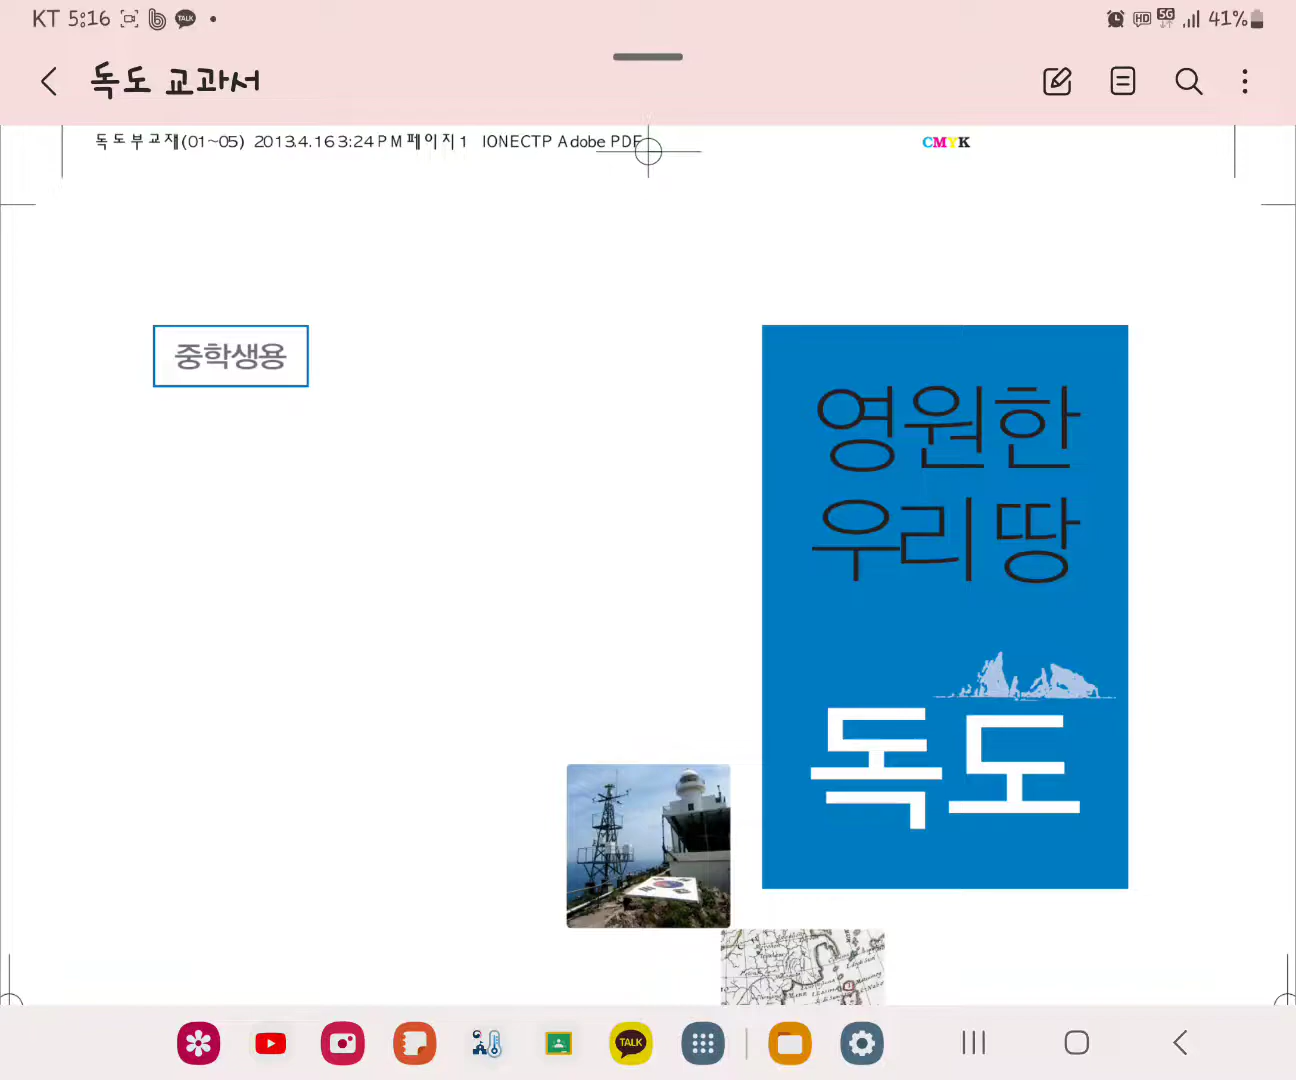 KT 5:16
HD 5G 41%
독도 교과서
독도부교재(01~05) 2013.4.16 3:24 PM 페이지1 IONECTP Adobe PDF
CMYK
중학생용
영원한
우리 땅
독도
TALK